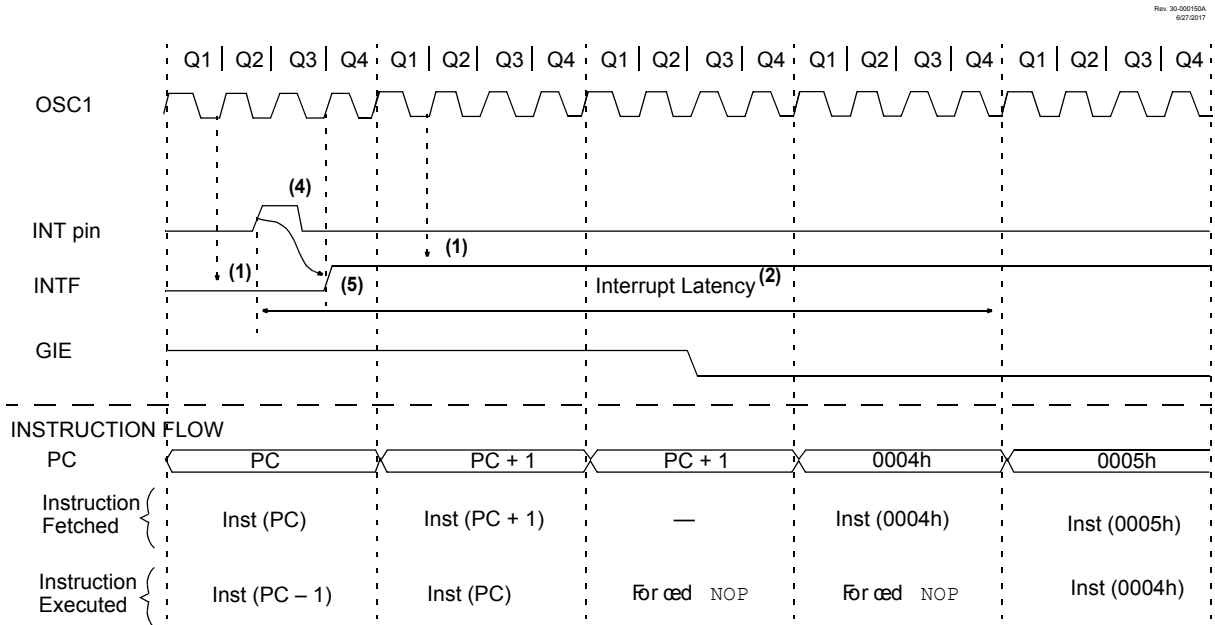 Rev. 30-000150A
6/27/2017
Q1 Q2 Q3 Q4 Q1 Q2 Q3 Q4 Q1 Q2 Q3 Q4 Q1 Q2 Q3 Q4 Q1 Q2 Q3 Q4
OSC1
(4)
INT pin
(1)
INTF
(1)
(5)
Interrupt Latency(2)
GIE
INSTRUCTION FLOW
PC PC PC + 1 PC + 1 0004h 0005h
Instruction
Fetched
Inst (PC) Inst (PC + 1) — Inst (0004h) Inst (0005h)
Instruction
Executed
Inst (PC – 1) Inst (PC) Forced NOP Forced NOP Inst (0004h)